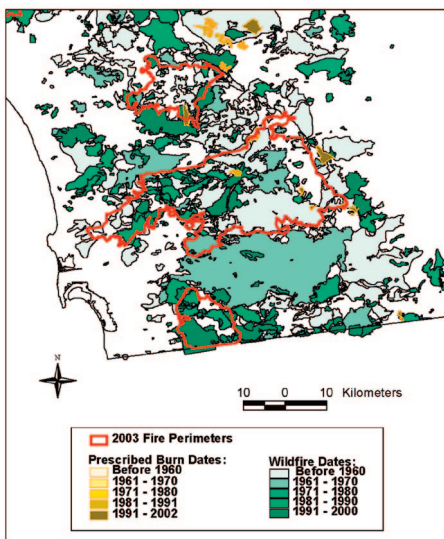 N
10 0 10 Kilometers
2003 Fire Perimeters
Prescribed Burn Dates:
Before 1960
1961 - 1970
1971 - 1980
1981 - 1991
1991 - 2002
Wildfire Dates:
Before 1960
1961 - 1970
1971 - 1980
1981 - 1990
1991 - 2000